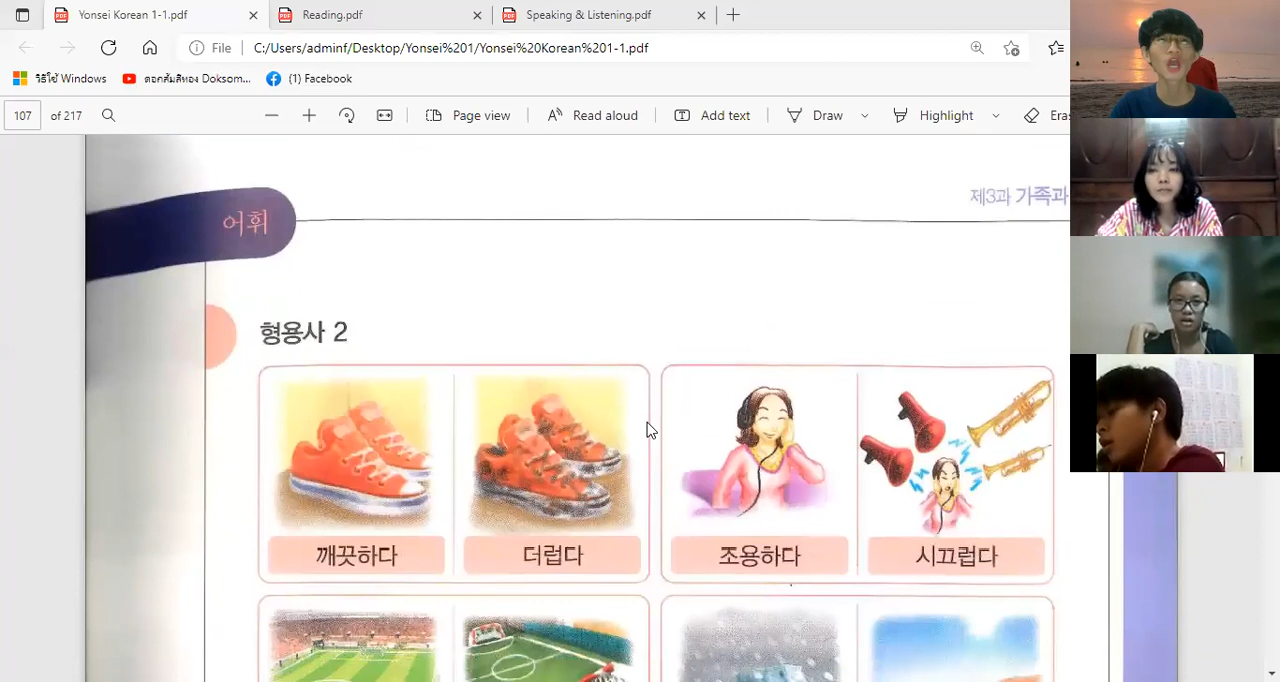 Yonsei Korean 1-1.pdf
Reading.pdf
Speaking & Listening.pdf
File
C:/Users/adminf/Desktop/Yonsei%201/Yonsei%20Korean%201-1.pdf
วิธีใช้ Windows
ดอกส้มสีทอง Doksom...
(1) Facebook
107 of 217
Page view
Read aloud
Add text
Draw
Highlight
Eras
어휘
제3과 가족과
형용사 2
깨끗하다
더럽다
조용하다
시끄럽다